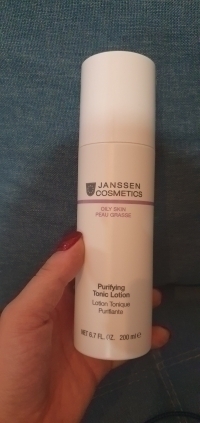 JANSSEN
COSMETICS
OILY SKIN
PEAU GRASSE
Purifying
Tonic Lotion
Lotion Tonique
Purifiante
NET 6.7 FL. OZ. 200 ml e